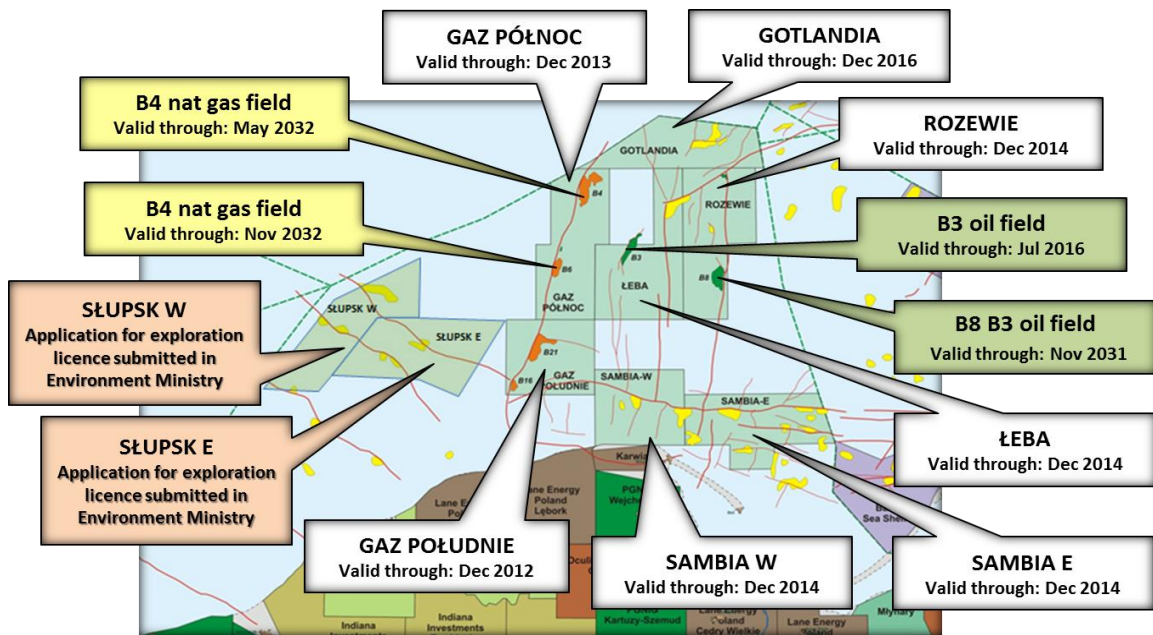 GAZ PÓŁNOC
Valid through: Dec 2013
GOTLANDIA
Valid through: Dec 2016
B4 nat gas field
Valid through: May 2032
ROZEWIE
Valid through: Dec 2014
B4 nat gas field
Valid through: Nov 2032
B3 oil field
Valid through: Jul 2016
SŁUPSK W
Application for exploration
licence submitted in
Environment Ministry
B8 B3 oil field
Valid through: Nov 2031
SŁUPSK E
Application for exploration
licence submitted in
Environment Ministry
ŁEBA
Valid through: Dec 2014
GAZ POŁUDNIE
Valid through: Dec 2012
SAMBIA W
Valid through: Dec 2014
SAMBIA E
Valid through: Dec 2014
GOTLANDIA
B4
ROZEWIE
B3
B6
B8
ŁEBA
GAZ
PÓŁNOC
SŁUPSK W
SŁUPSK E
B21
B16
GAZ
POŁUDNIE
SAMBIA-W
SAMBIA-E
Karwia
Lane Energy
Energy
Poland
Lębork
PGNiG
Sea
Indiana
Investments
Indiana
PGNiG
Kartuzy-Szemud
Lane Energy
Poland
Cedry Wielkie
Lane Energy
Młynary